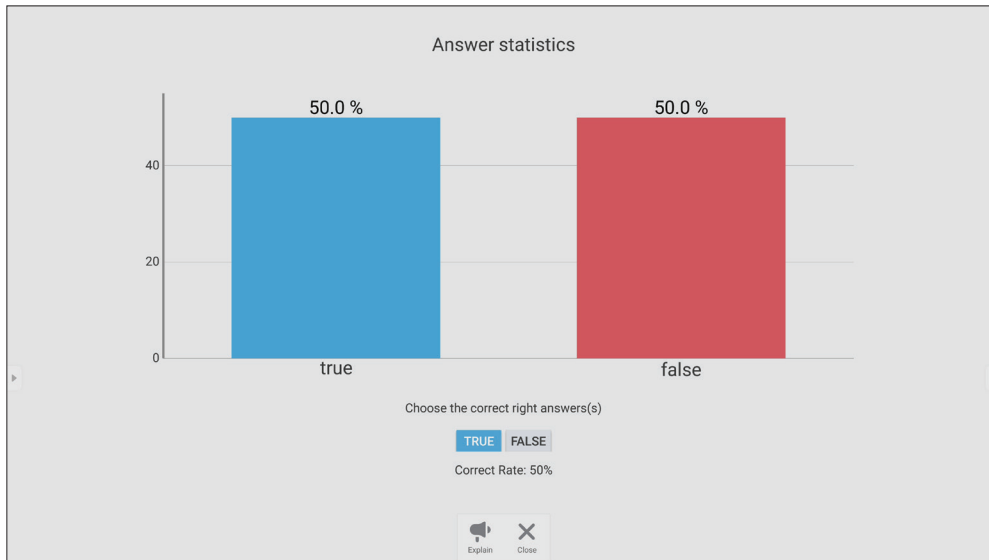 Answer statistics
50.0 % 50.0 %
40
20
0
true false
Choose the correct right answers(s)
TRUE FALSE
Correct Rate: 50%
Explain Close